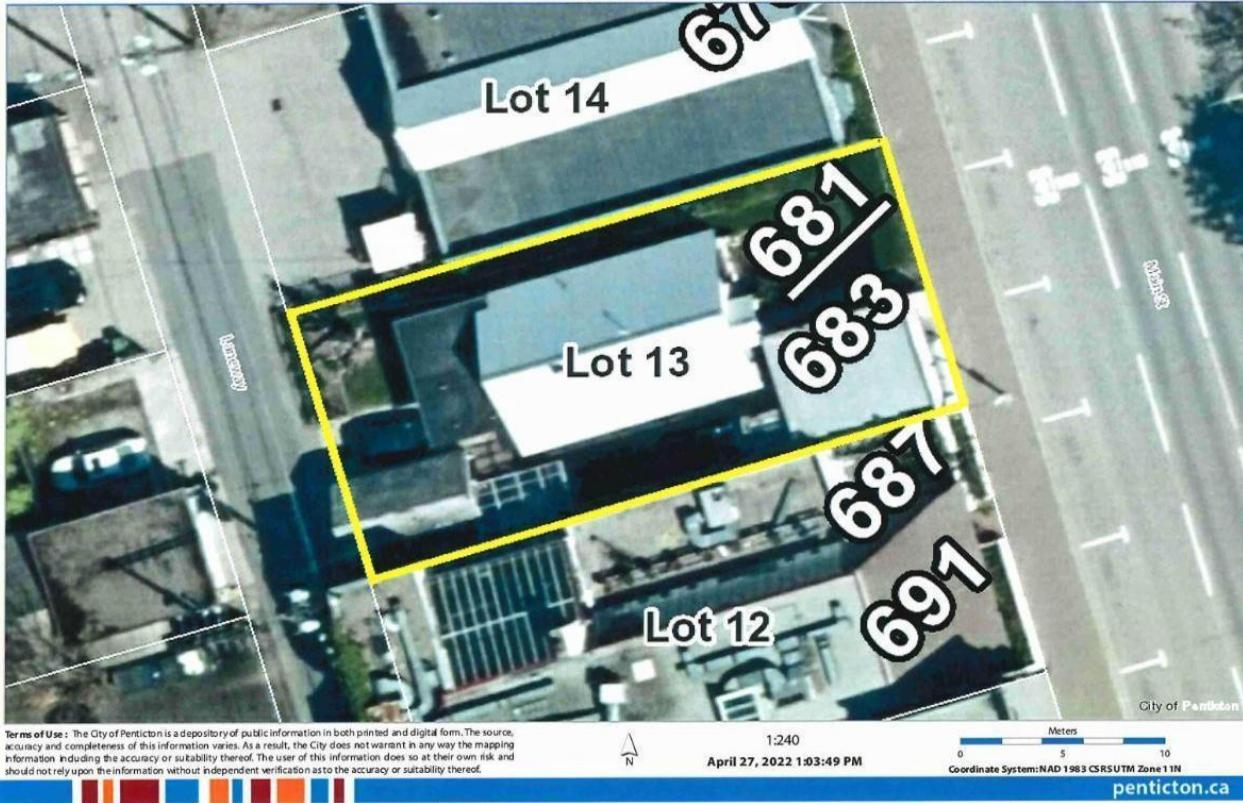 67
Lot 14
681
683
Lot 13
Laneway
Main St
687
691
Lot 12
City of Penticton
Terms of Use : The City of Penticton is a depository of public information in both printed and digital form. The source,
accuracy and completeness of this information varies. As a result, the City does not warrant in any way the mapping
information including the accuracy or suitability thereof. The user of this information does so at their own risk and
should not rely upon the information without independent verification as to the accuracy or suitability thereof.
N
1:240
April 27, 2022 1:03:49 PM
Meters
0 5 10
Coordinate System: NAD 1983 CSRS UTM Zone 11N
penticton.ca